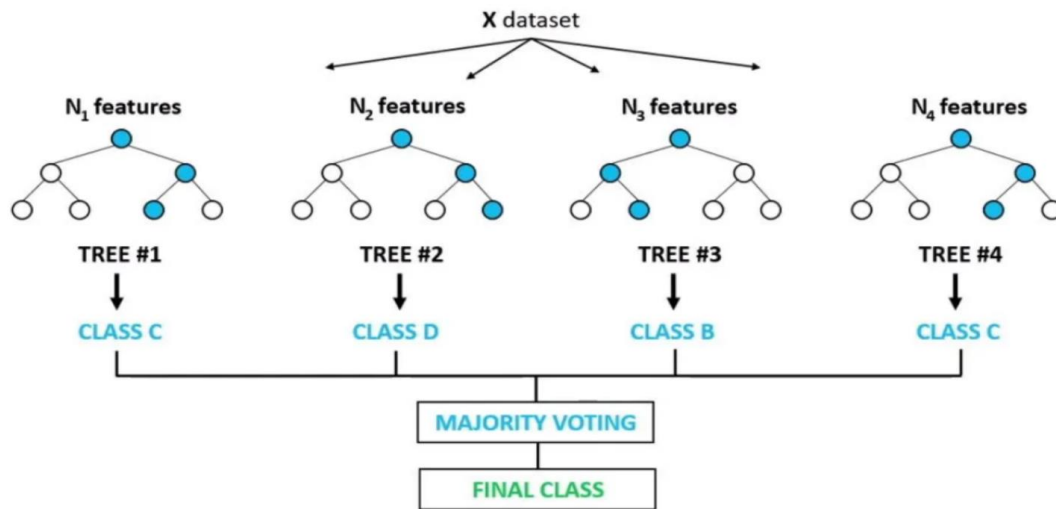 X dataset
N₁ features
N₂ features
N₃ features
N₄ features
TREE #1
TREE #2
TREE #3
TREE #4
CLASS C
CLASS D
CLASS B
CLASS C
MAJORITY VOTING
FINAL CLASS